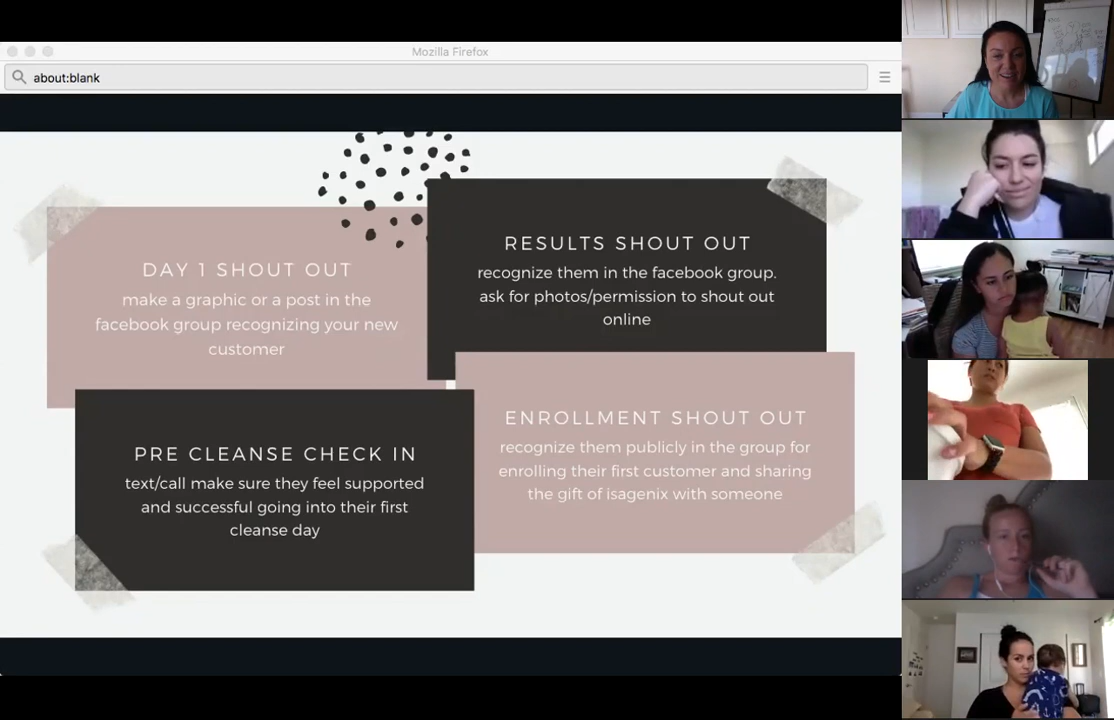 Mozilla Firefox
about:blank
DAY 1 SHOUT OUT
make a graphic or a post in the
facebook group recognizing your new
customer
RESULTS SHOUT OUT
recognize them in the facebook group.
ask for photos/permission to shout out
online
PRE CLEANSE CHECK IN
text/call make sure they feel supported
and successful going into their first
cleanse day
ENROLLMENT SHOUT OUT
recognize them publicly in the group for
enrolling their first customer and sharing
the gift of isagenix with someone